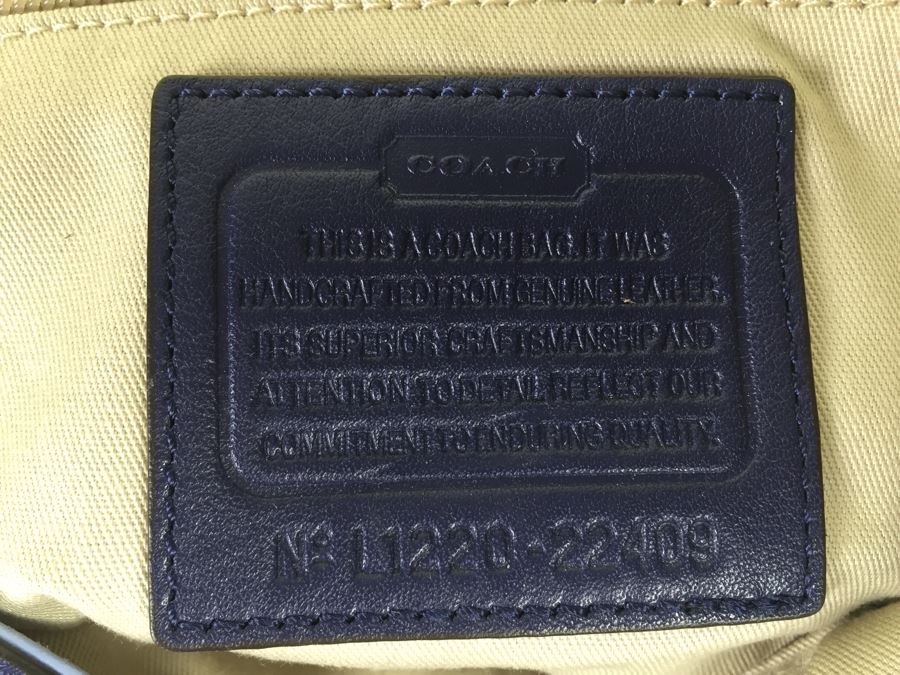 COACH
THIS IS A COACH BAG. IT WAS
HANDCRAFTED FROM GENUINE LEATHER.
ITS SUPERIOR CRAFTSMANSHIP AND
ATTENTION TO DETAIL REFLECT OUR
COMMITMENT TO ENDURING QUALITY.
Nº L1220-22409